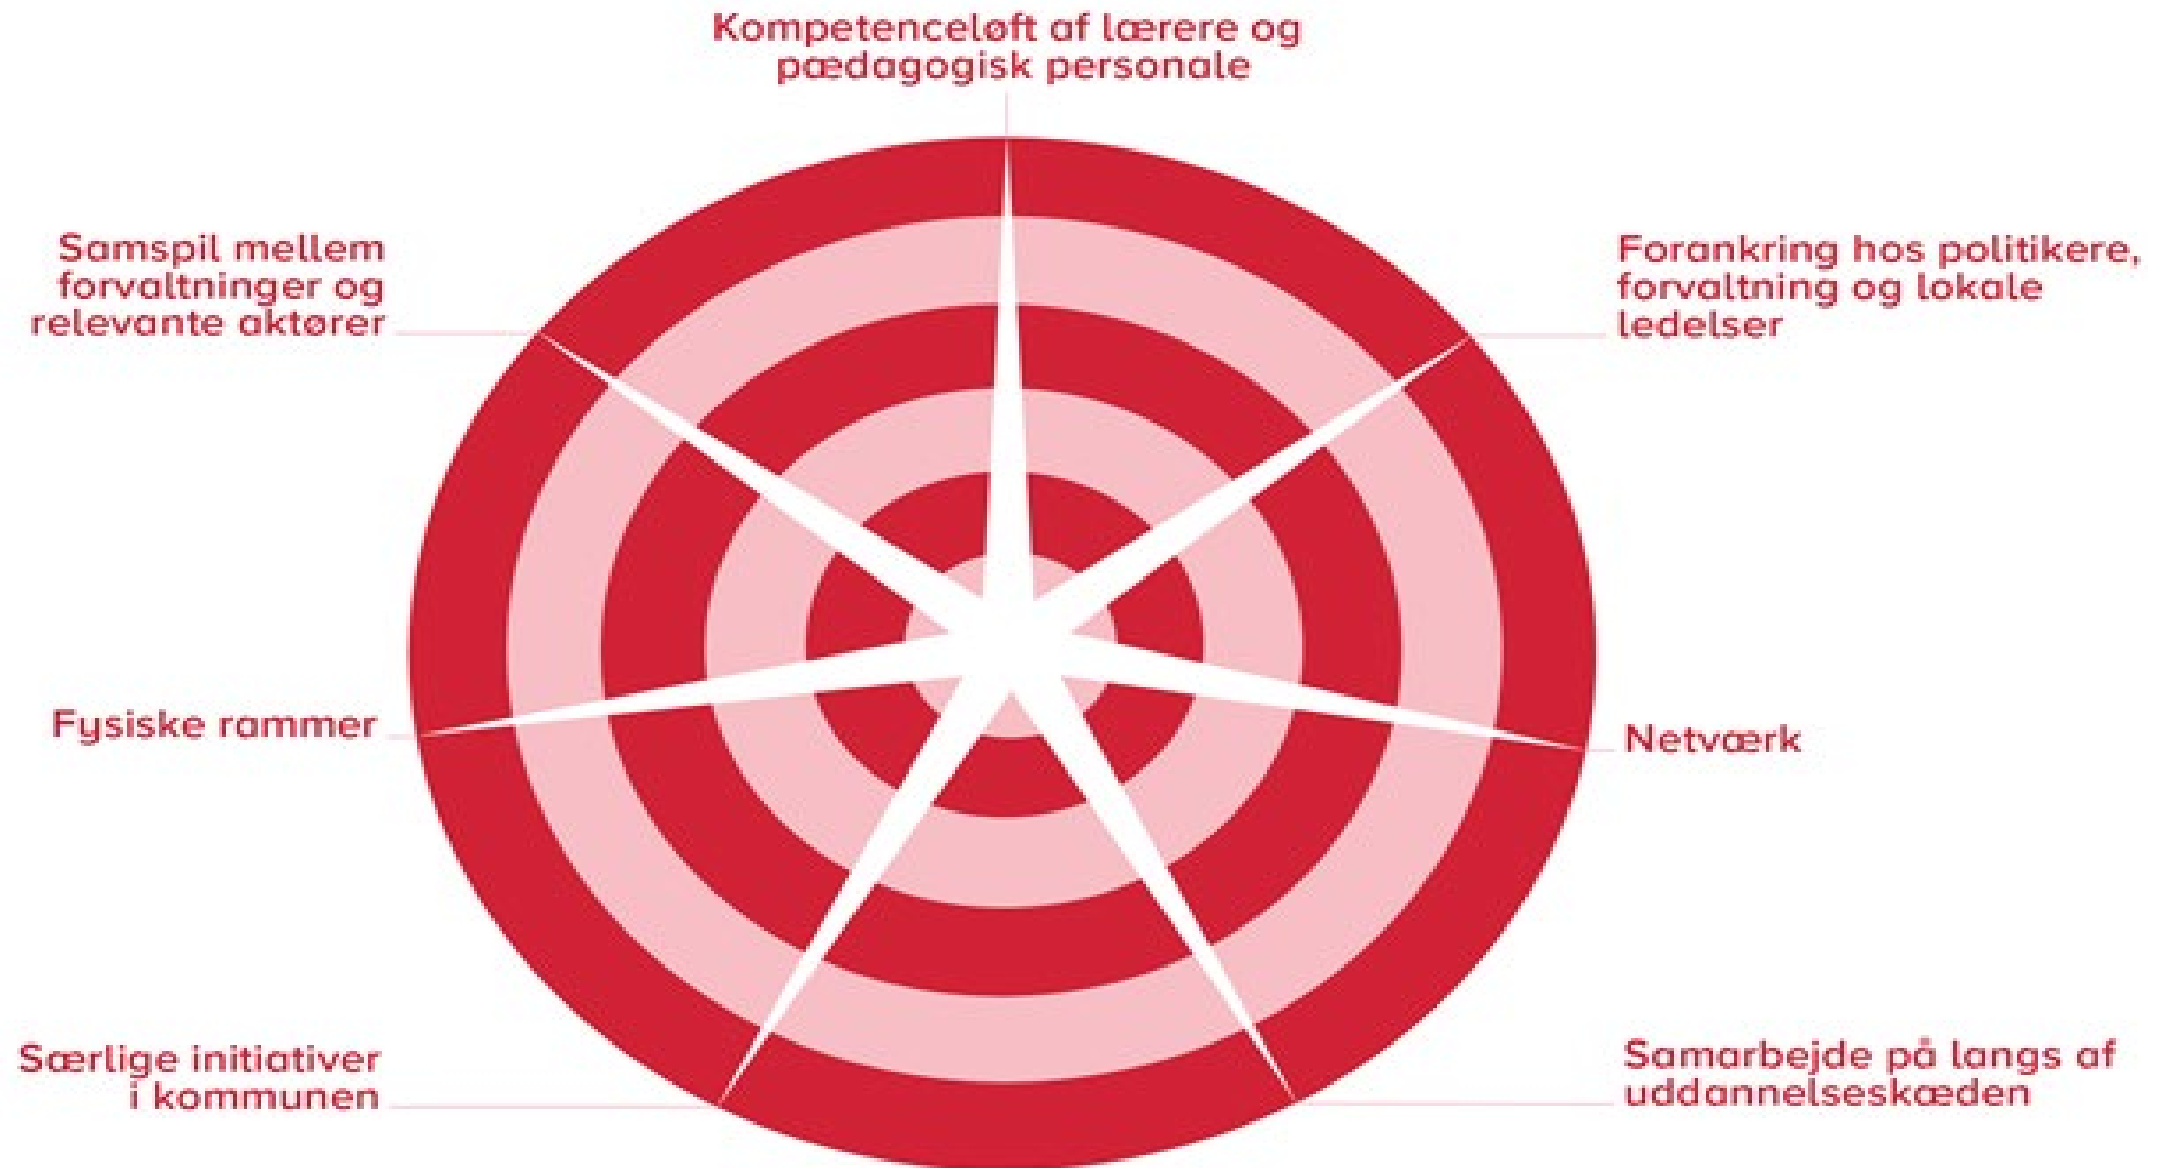 Kompetenceløft af lærere og
pædagogisk personale
Samspil mellem
forvaltninger og
relevante aktører
Forankring hos politikere,
forvaltning og lokale
ledelser
Fysiske rammer
Netværk
Særlige initiativer
i kommunen
Samarbejde på langs af
uddannelseskæden